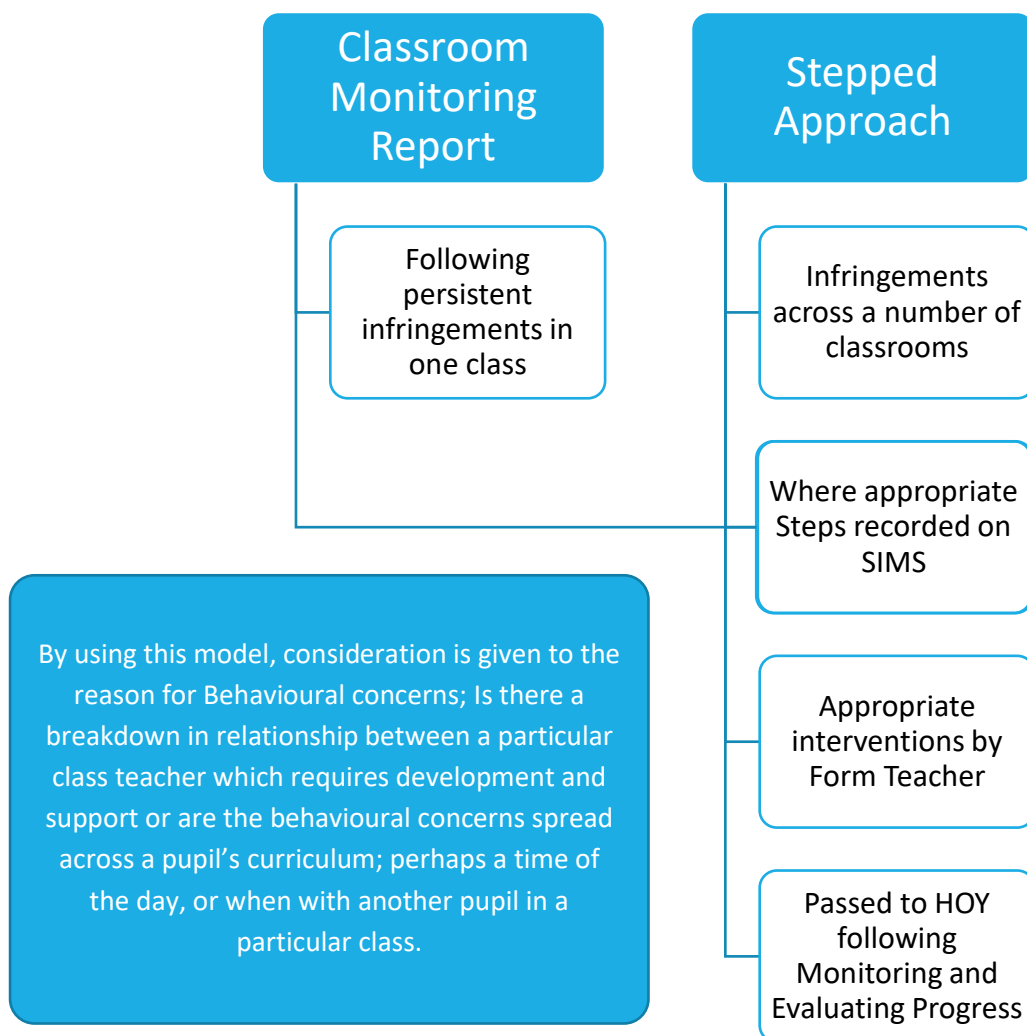 Classroom
Monitoring
Report
Following
persistent
infringements in
one class
Stepped
Approach
Infringements
across a number of
classrooms
Where appropriate
Steps recorded on
SIMS
Appropriate
interventions by
Form Teacher
Passed to HOY
following
Monitoring and
Evaluating Progress
By using this model, consideration is given to the
reason for Behavioural concerns; Is there a
breakdown in relationship between a particular
class teacher which requires development and
support or are the behavioural concerns spread
across a pupil’s curriculum; perhaps a time of
the day, or when with another pupil in a
particular class.